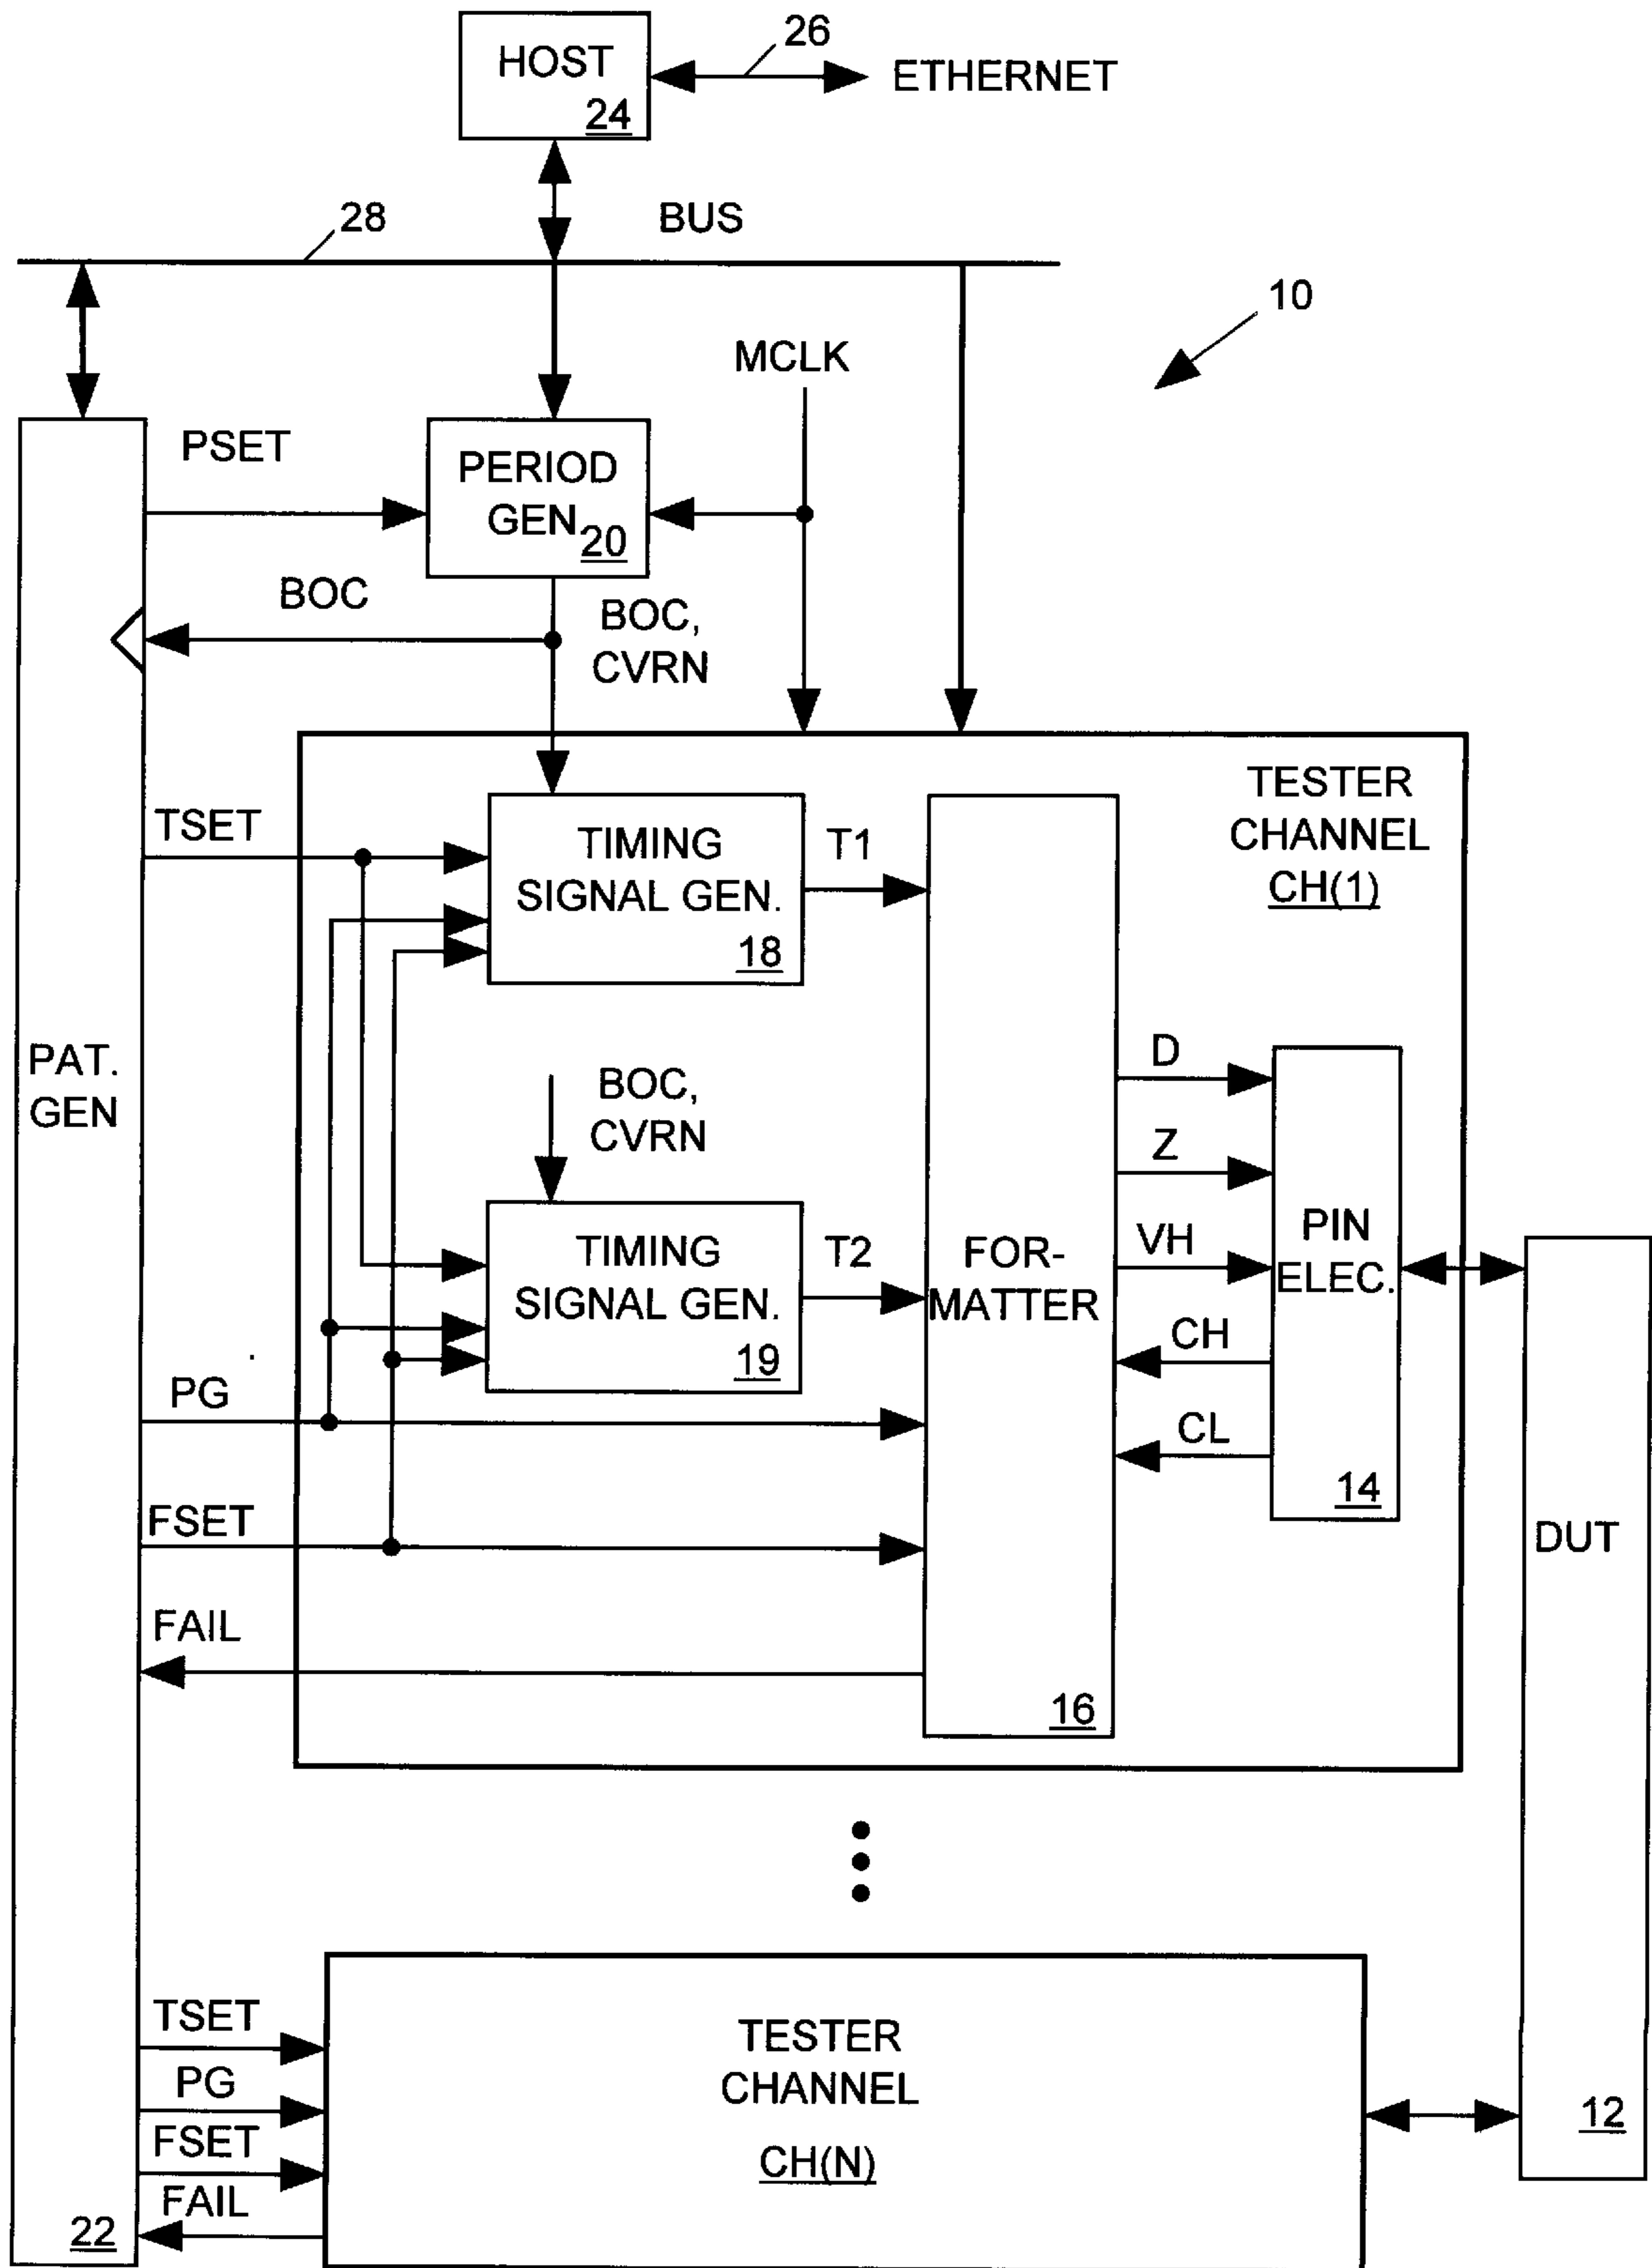 26
HOST
24
ETHERNET
28
BUS
10
MCLK
PSET
PERIOD
GEN.
20
BOC
BOC,
CVRN
TESTER
CHANNEL
CH(1)
TSET
TIMING
SIGNAL GEN.
18
T1
D
PAT.
GEN
BOC,
CVRN
Z
PIN
ELEC.
VH
TIMING
SIGNAL GEN.
19
T2
FOR-
MATTER
CH
PG
CL
14
FSET
DUT
FAIL
16
TSET
TESTER
CHANNEL
CH(N)
PG
12
FSET
FAIL
22